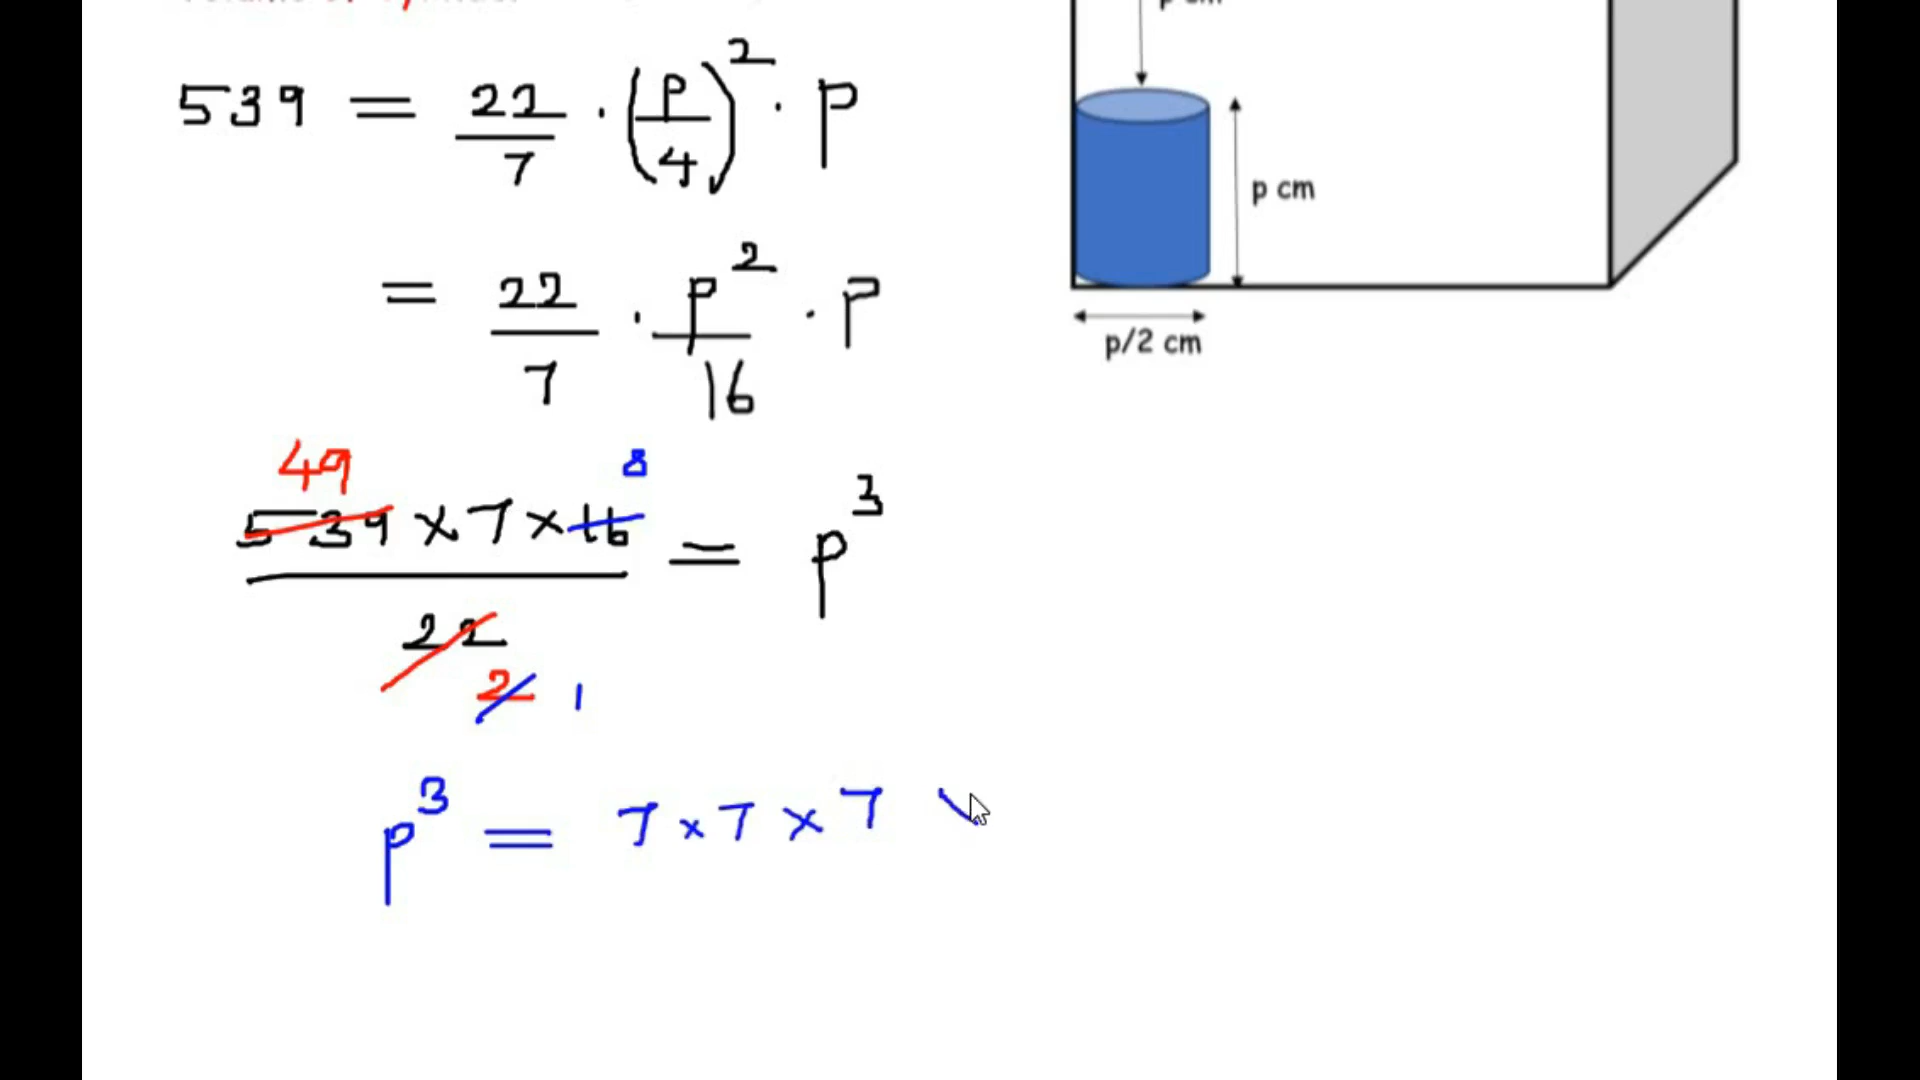 p cm
539 = 22/7 · (P/4)² · P
p cm
= 22/7 · P²/16 · P
p/2 cm
49 8
539 × 7 × 16 / 22 = P³
2 1
P³ = 7 × 7 × 7